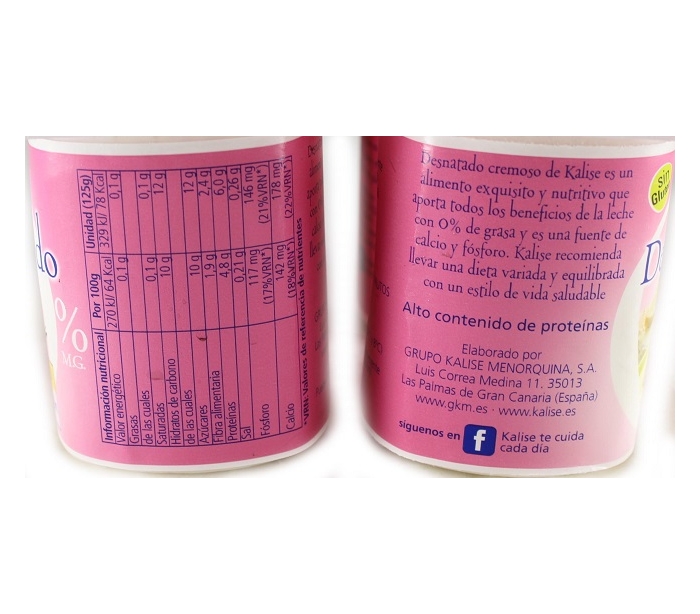 Información nutricional Por 100g Unidad (125g)
Valor energético 270 kJ/ 64 Kcal 329 kJ/ 78 Kcal
Grasas 0,1 g 0,1 g
de las cuales
Saturadas 0,1 g 0,1 g
Hidratos de carbono 10 g 12 g
de las cuales
Azúcares 10 g 12 g
Fibra alimentaria 1,9 g 2,4 g
Proteínas 4,8 g 6,0 g
Sal 0,21 g 0,26 g
Fósforo 117 mg 146 mg
(17%VRN*) (21%VRN*)
Calcio 142 mg 178 mg
(18%VRN*) (22%VRN*)
*VRN Valores de referencia de nutrientes
%
M.G.
Desnatado cremoso de Kalise es un
alimento exquisito y nutritivo que
aporta todos los beneficios de la leche
con 0% de grasa y es una fuente de
calcio y fósforo. Kalise recomienda
llevar una dieta variada y equilibrada
con un estilo de vida saludable
Alto contenido de proteínas
Elaborado por
GRUPO KALISE MENORQUINA, S.A.
Luis Correa Medina 11. 35013
Las Palmas de Gran Canaria (España)
www.gkm.es · www.kalise.es
síguenos en f Kalise te cuida
cada día
Sin